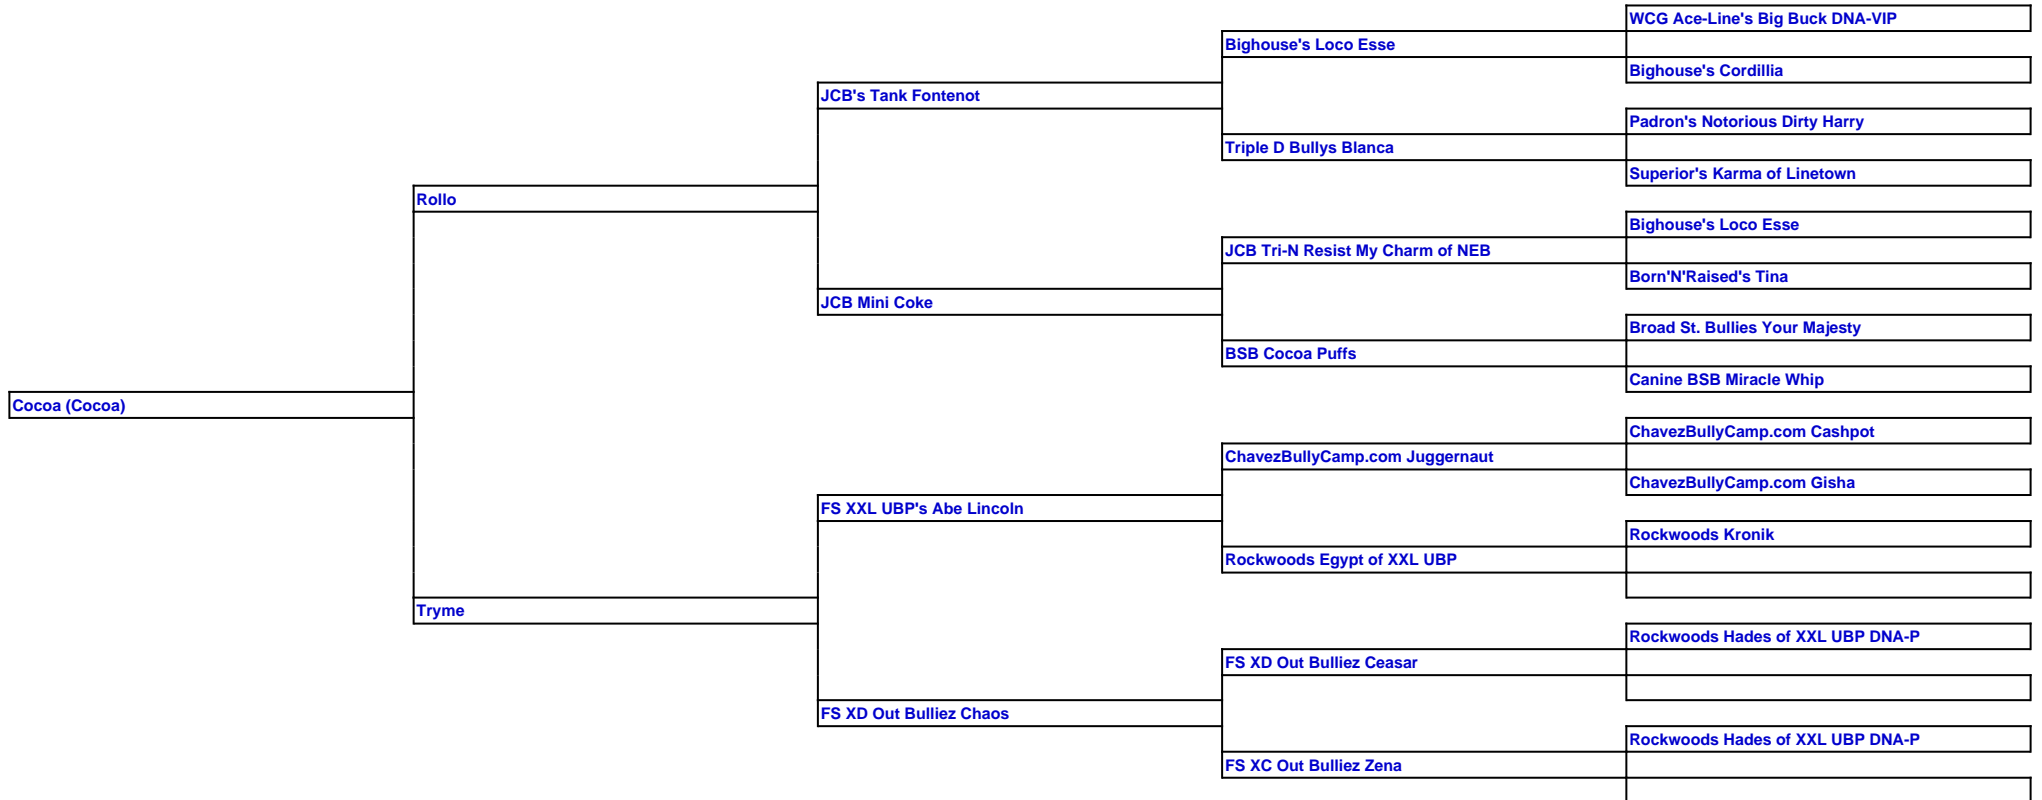 WCG Ace-Line's Big Buck DNA-VIP
Bighouse's Loco Esse
Bighouse's Cordillia
JCB's Tank Fontenot
Padron's Notorious Dirty Harry
Triple D Bullys Blanca
Superior's Karma of Linetown
Rollo
Bighouse's Loco Esse
JCB Tri-N Resist My Charm of NEB
Born'N'Raised's Tina
JCB Mini Coke
Broad St. Bullies Your Majesty
BSB Cocoa Puffs
Canine BSB Miracle Whip
Cocoa (Cocoa)
ChavezBullyCamp.com Cashpot
ChavezBullyCamp.com Juggernaut
ChavezBullyCamp.com Gisha
FS XXL UBP's Abe Lincoln
Rockwoods Kronik
Rockwoods Egypt of XXL UBP
Tryme
Rockwoods Hades of XXL UBP DNA-P
FS XD Out Bulliez Ceasar
FS XD Out Bulliez Chaos
Rockwoods Hades of XXL UBP DNA-P
FS XC Out Bulliez Zena